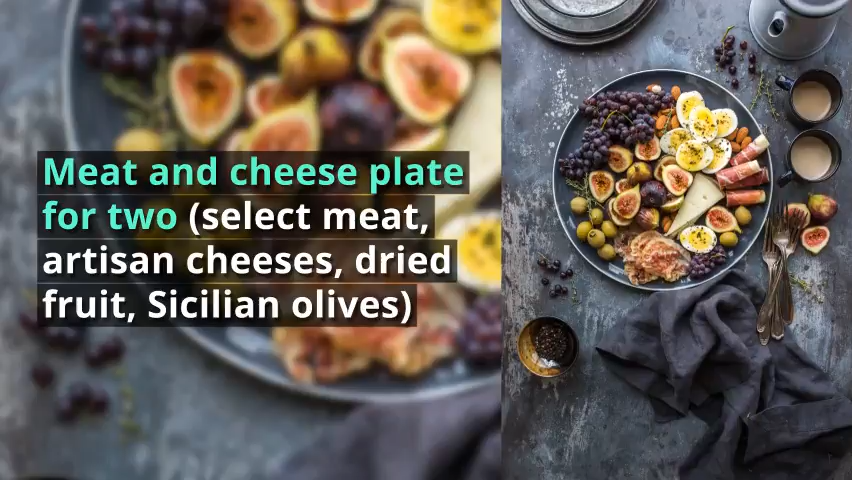 Meat and cheese plate
for two (select meat,
artisan cheeses, dried
fruit, Sicilian olives)